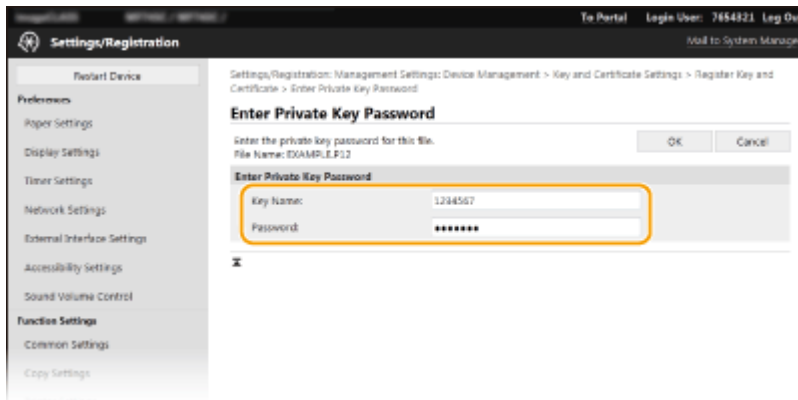 To Portal Login User: 7654321 Log Ou
Settings/Registration
Mail to System Manage
Restart Device
Preferences
Paper Settings
Display Settings
Timer Settings
Network Settings
External Interface Settings
Accessibility Settings
Sound Volume Control
Function Settings
Common Settings
Copy Settings
Settings/Registration: Management Settings: Device Management > Key and Certificate Settings > Register Key and
Certificate > Enter Private Key Password
Enter Private Key Password
Enter the private key password for this file.
File Name: EXAMPLE.P12
OK
Cancel
Enter Private Key Password
Key Name: 1234567
Password: •••••••